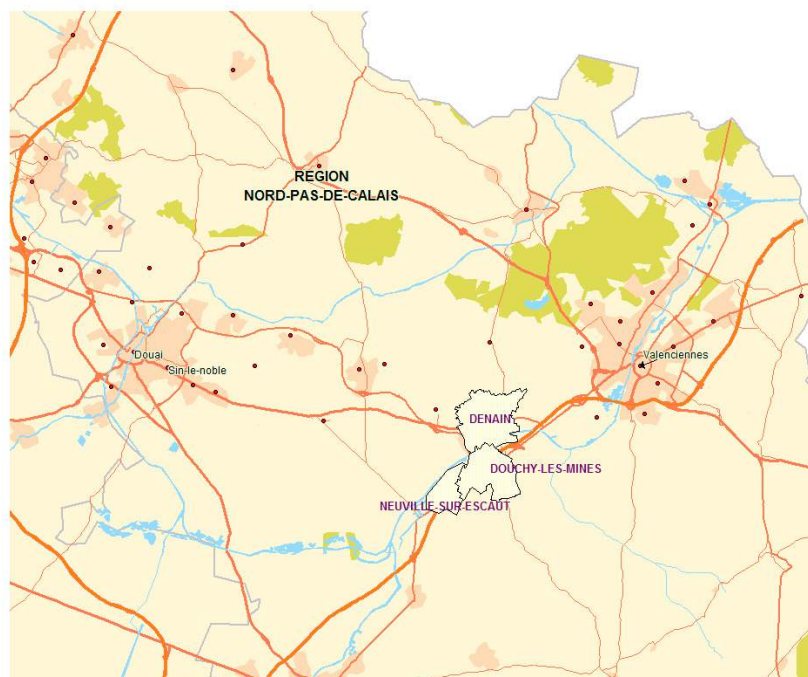 REGION
NORD-PAS-DE-CALAIS
Douai
Sin-le-noble
Valenciennes
DENAIN
DOUCHY-LES-MINES
NEUVILLE-SUR-ESCAUT